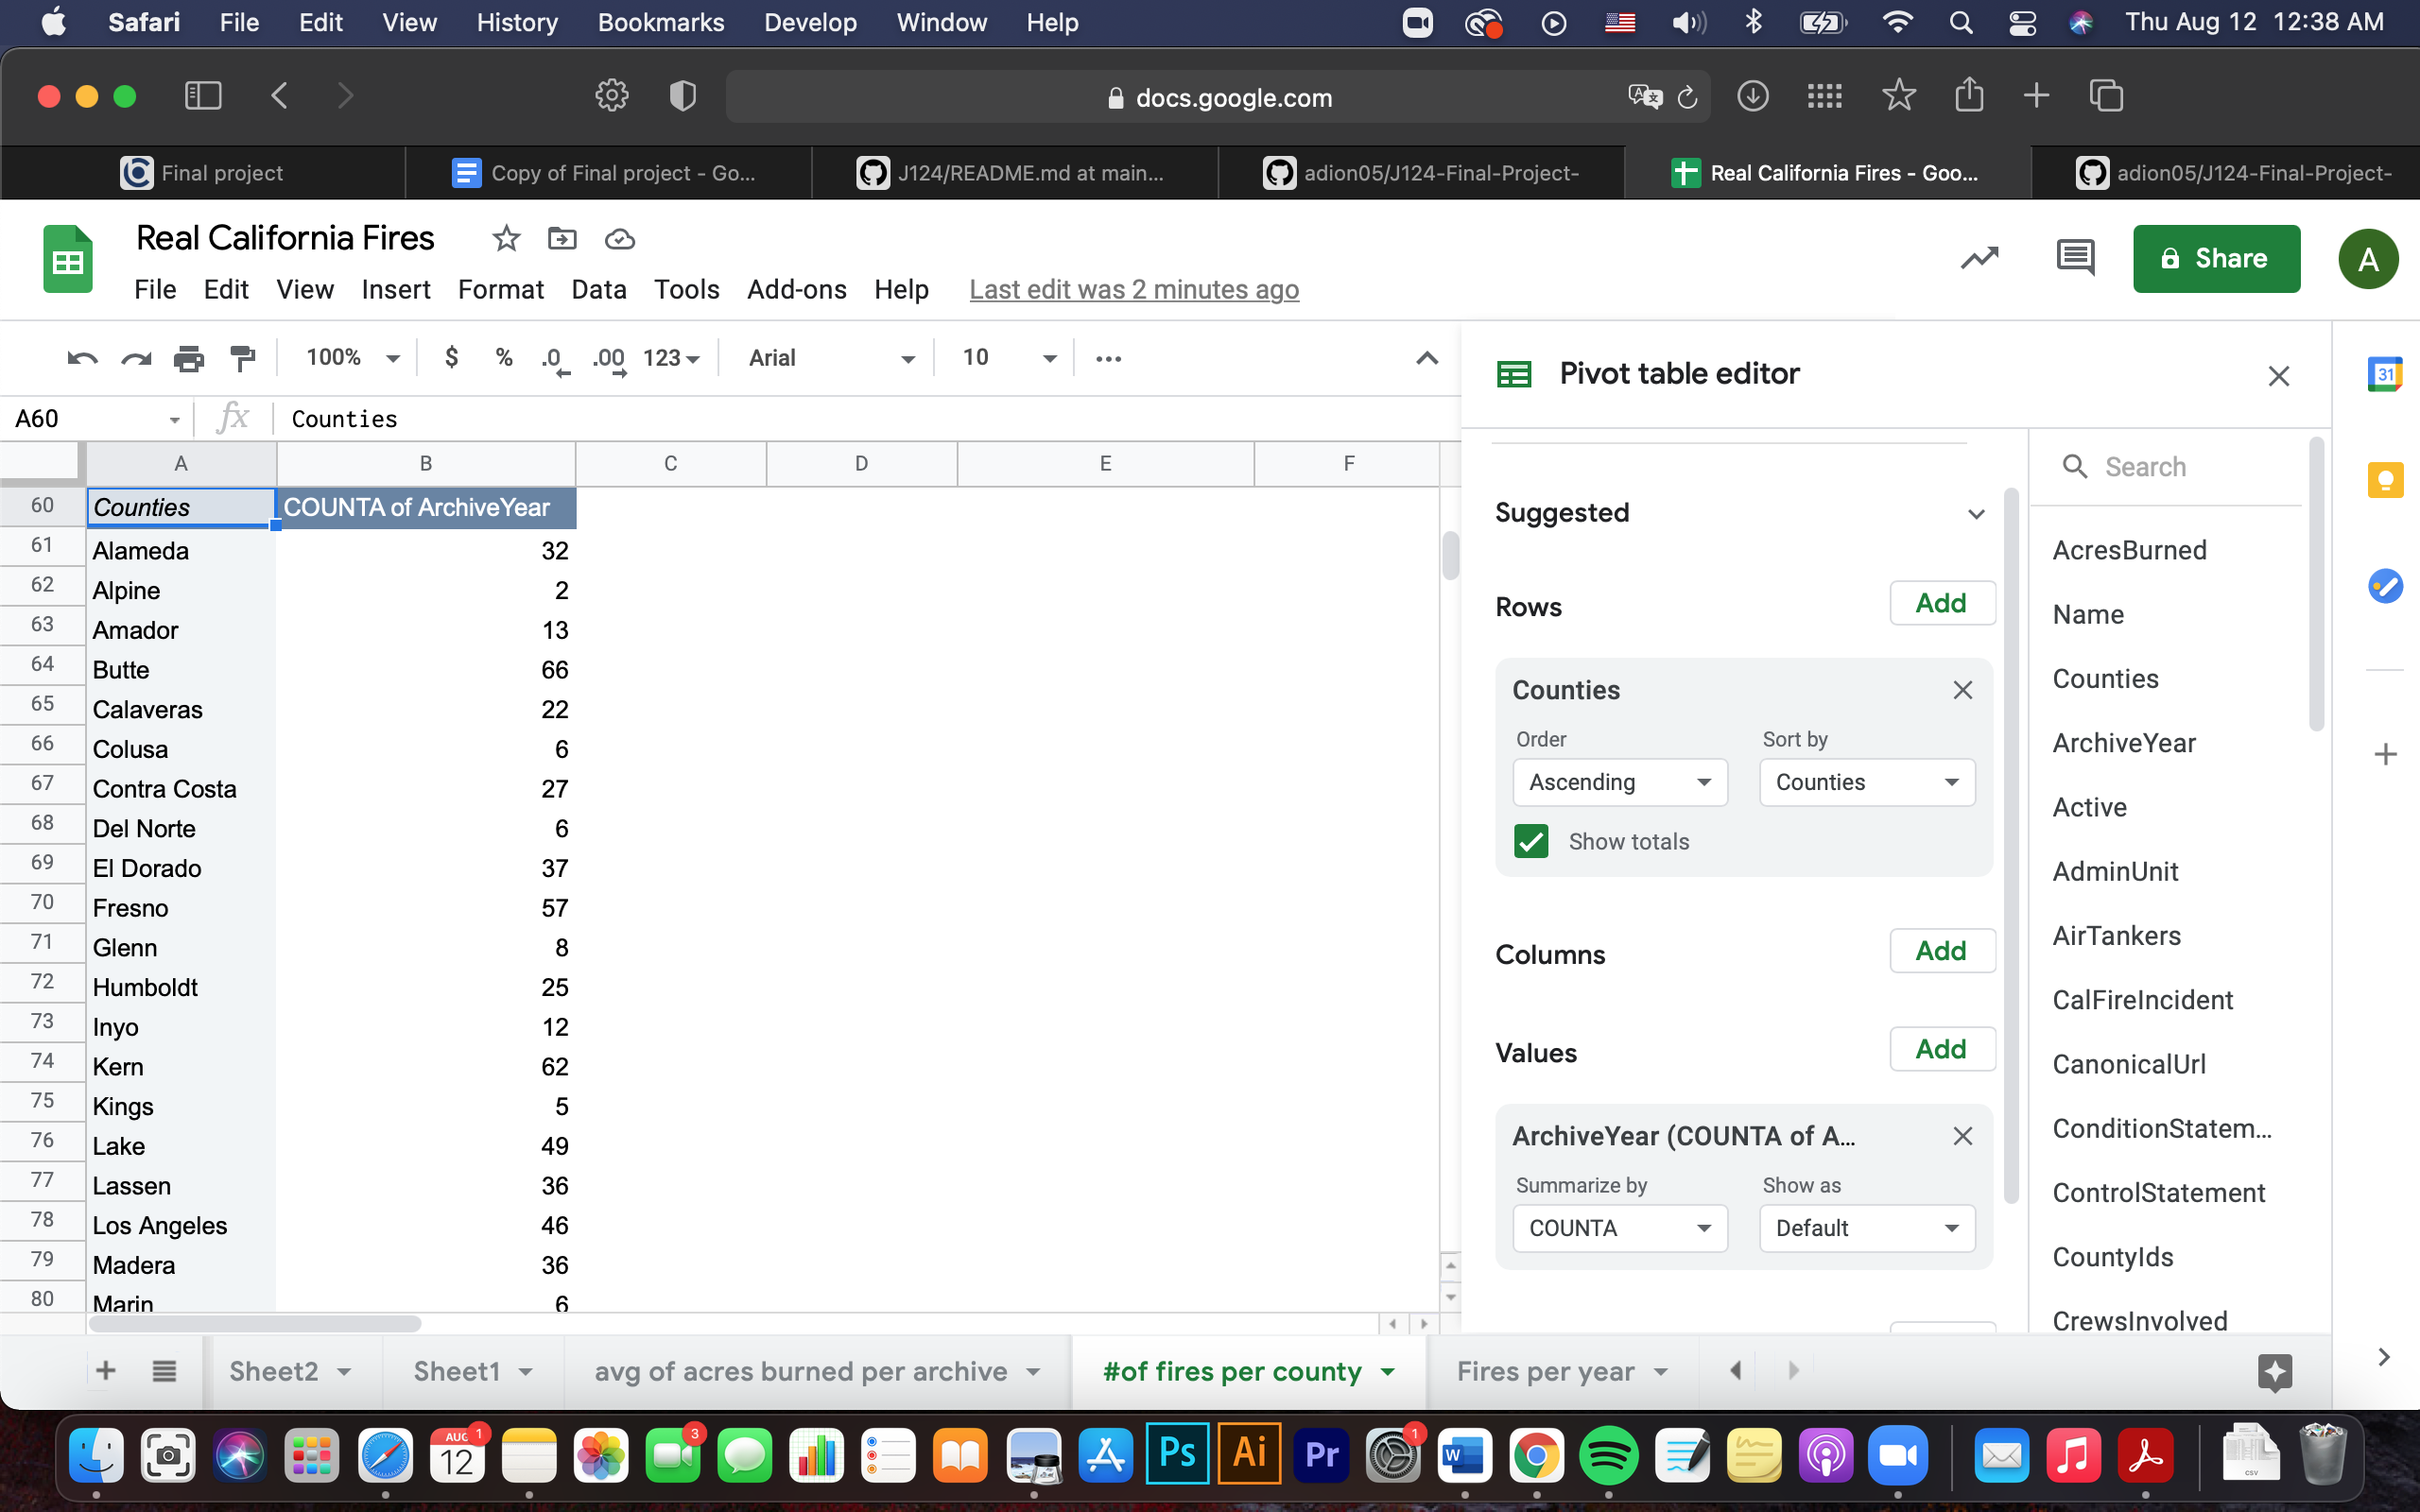 Safari File Edit View History Bookmarks Develop Window Help Thu Aug 12 12:38 AM
docs.google.com
Final project
Copy of Final project - Go...
J124/README.md at main...
adion05/J124-Final-Project-
Real California Fires - Goo...
adion05/J124-Final-Project-
Real California Fires
File Edit View Insert Format Data Tools Add-ons Help Last edit was 2 minutes ago
Share
A
100% $ % .0 .00 123 Arial 10
A60 fx Counties
A B C D E F
60 Counties COUNTA of ArchiveYear
61 Alameda 32
62 Alpine 2
63 Amador 13
64 Butte 66
65 Calaveras 22
66 Colusa 6
67 Contra Costa 27
68 Del Norte 6
69 El Dorado 37
70 Fresno 57
71 Glenn 8
72 Humboldt 25
73 Inyo 12
74 Kern 62
75 Kings 5
76 Lake 49
77 Lassen 36
78 Los Angeles 46
79 Madera 36
80 Marin 6
Pivot table editor
Suggested
Rows Add
Counties
Order Sort by
Ascending Counties
Show totals
Columns Add
Values Add
ArchiveYear (COUNTA of A...
Summarize by Show as
COUNTA Default
Search
AcresBurned
Name
Counties
ArchiveYear
Active
AdminUnit
AirTankers
CalFireIncident
CanonicalUrl
ConditionStatem...
ControlStatement
CountyIds
CrewsInvolved
31
Sheet2 Sheet1 avg of acres burned per archive #of fires per county Fires per year
AUG 12 1
3
Ps Ai Pr
1
W
CSV